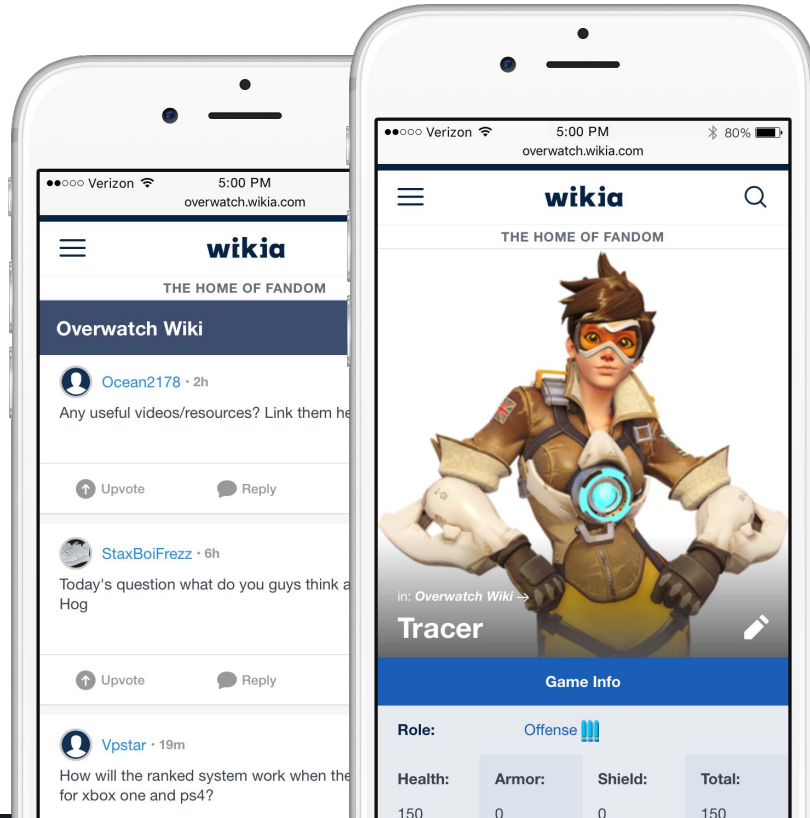 Verizon
5:00 PM
overwatch.wikia.com
wikia
THE HOME OF FANDOM
Overwatch Wiki
Ocean2178 · 2h
Any useful videos/resources? Link them he
Upvote
Reply
StaxBoiFrezz · 6h
Today's question what do you guys think a
Hog
Upvote
Reply
Vpstar · 19m
How will the ranked system work when the
for xbox one and ps4?
Verizon
5:00 PM
80%
overwatch.wikia.com
wikia
THE HOME OF FANDOM
in: Overwatch Wiki →
Tracer
Game Info
Role: Offense
Health: Armor: Shield: Total:
150 0 0 150